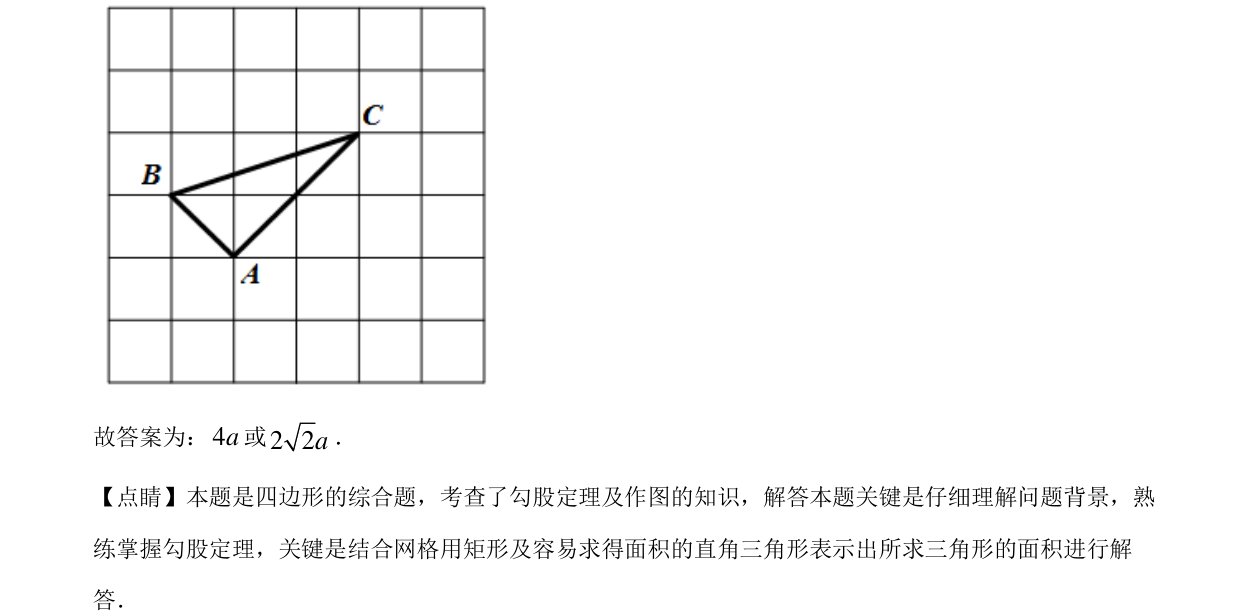 C
B
A
故答案为：4a或2√2a．
【点睛】本题是四边形的综合题，考查了勾股定理及作图的知识，解答本题关键是仔细理解问题背景，熟
练掌握勾股定理，关键是结合网格用矩形及容易求得面积的直角三角形表示出所求三角形的面积进行解
答．